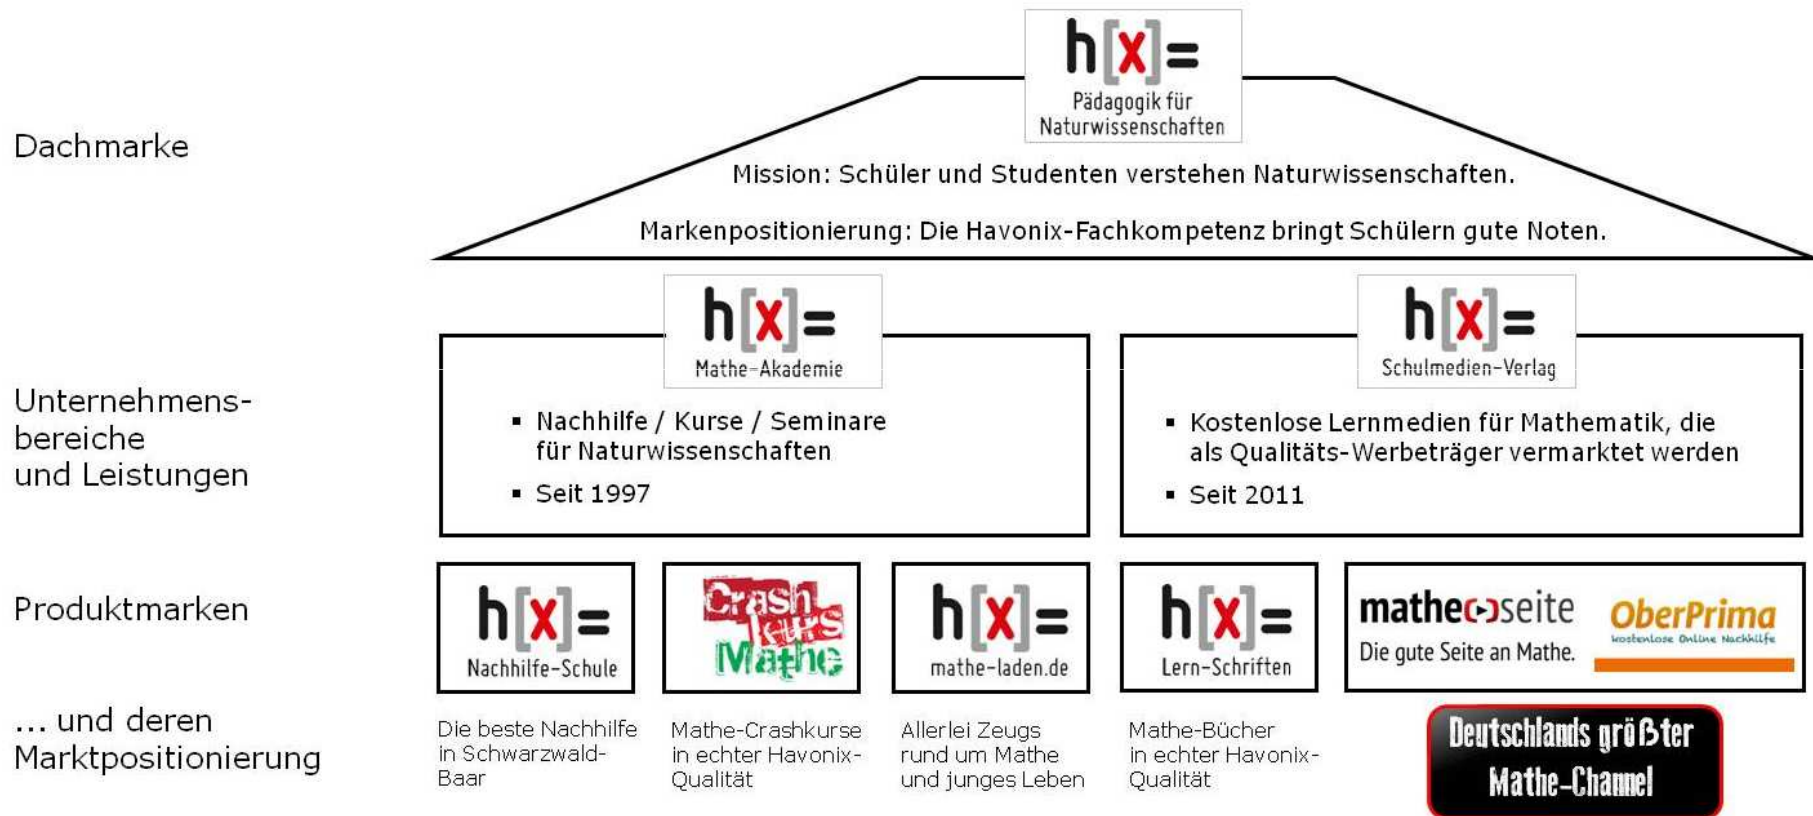 h[x]=
Pädagogik für
Naturwissenschaften
Dachmarke
Mission: Schüler und Studenten verstehen Naturwissenschaften.
Markenpositionierung: Die Havonix-Fachkompetenz bringt Schülern gute Noten.
Unternehmens-
bereiche
und Leistungen
h[x]=
Mathe-Akademie
▪ Nachhilfe / Kurse / Seminare
für Naturwissenschaften
▪ Seit 1997
h[x]=
Schulmedien-Verlag
▪ Kostenlose Lernmedien für Mathematik, die
als Qualitäts-Werbeträger vermarktet werden
▪ Seit 2011
Produktmarken
h[x]=
Nachhilfe-Schule
Crash
kurs
Mathe
h[x]=
mathe-laden.de
h[x]=
Lern-Schriften
mathe seite
Die gute Seite an Mathe.
OberPrima
kostenlose Online Nachhilfe
... und deren
Marktpositionierung
Die beste Nachhilfe
in Schwarzwald-
Baar
Mathe-Crashkurse
in echter Havonix-
Qualität
Allerlei Zeugs
rund um Mathe
und junges Leben
Mathe-Bücher
in echter Havonix-
Qualität
Deutschlands größter
Mathe-Channel